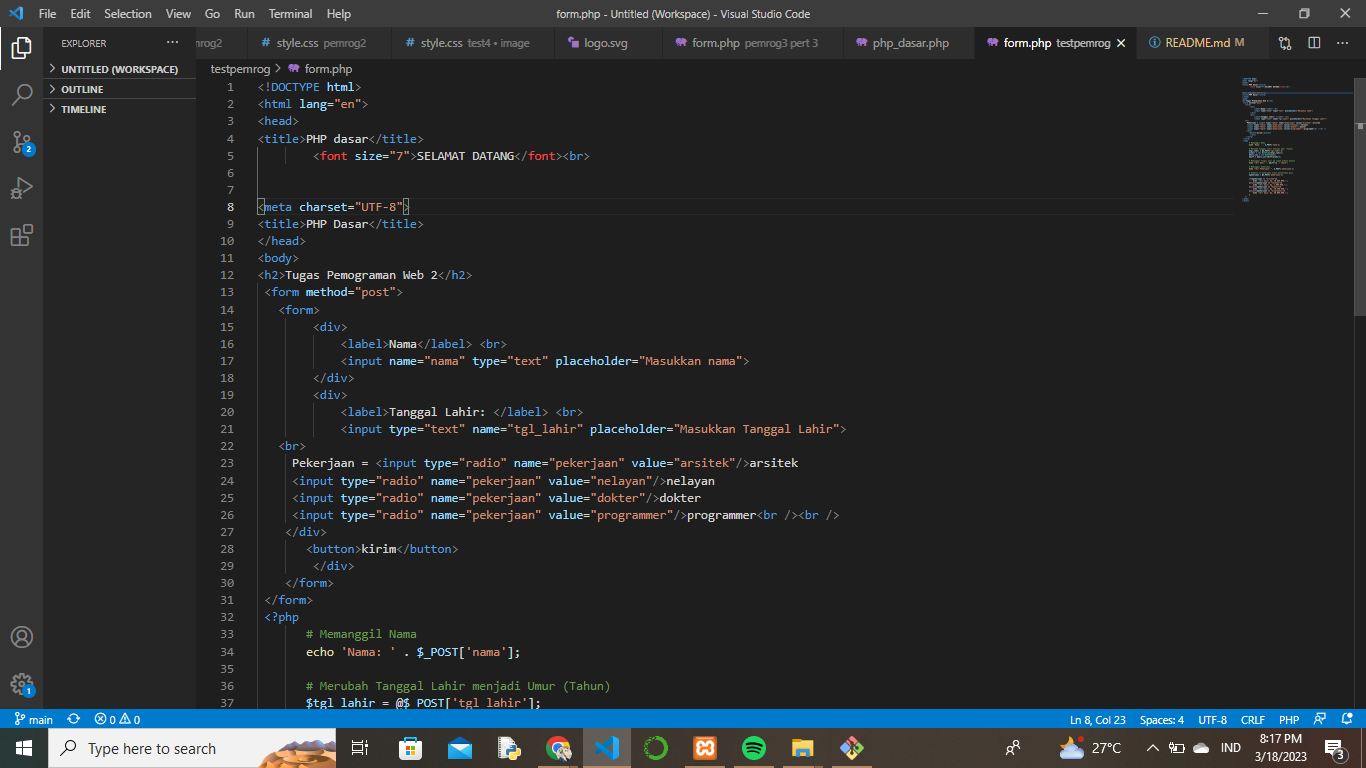 File Edit Selection View Go Run Terminal Help form.php - Untitled (Workspace) - Visual Studio Code
EXPLORER ··· nrog2 # style.css pemrog2 # style.css test4 • image logo.svg form.php pemrog3 pert 3 php_dasar.php form.php testpemrog README.md M ···
UNTITLED (WORKSPACE)
OUTLINE
TIMELINE
testpemrog > form.php
1 <!DOCTYPE html>
2 <html lang="en">
3 <head>
4 <title>PHP dasar</title>
5 <font size="7">SELAMAT DATANG</font><br>
6
7
8 <meta charset="UTF-8">
9 <title>PHP Dasar</title>
10 </head>
11 <body>
12 <h2>Tugas Pemograman Web 2</h2>
13 <form method="post">
14 <form>
15 <div>
16 <label>Nama</label> <br>
17 <input name="nama" type="text" placeholder="Masukkan nama">
18 </div>
19 <div>
20 <label>Tanggal Lahir: </label> <br>
21 <input type="text" name="tgl_lahir" placeholder="Masukkan Tanggal Lahir">
22 <br>
23 Pekerjaan = <input type="radio" name="pekerjaan" value="arsitek"/>arsitek
24 <input type="radio" name="pekerjaan" value="nelayan"/>nelayan
25 <input type="radio" name="pekerjaan" value="dokter"/>dokter
26 <input type="radio" name="pekerjaan" value="programmer"/>programmer<br /><br />
27 </div>
28 <button>kirim</button>
29 </div>
30 </form>
31 </form>
32 <?php
33 # Memanggil Nama
34 echo 'Nama: ' . $_POST['nama'];
35
36 # Merubah Tanggal Lahir menjadi Umur (Tahun)
37 $tgl_lahir = @$_POST['tgl_lahir'];
2
1
main 0 0 Ln 8, Col 23 Spaces: 4 UTF-8 CRLF PHP
Type here to search 27°C IND 8:17 PM
3/18/2023 3